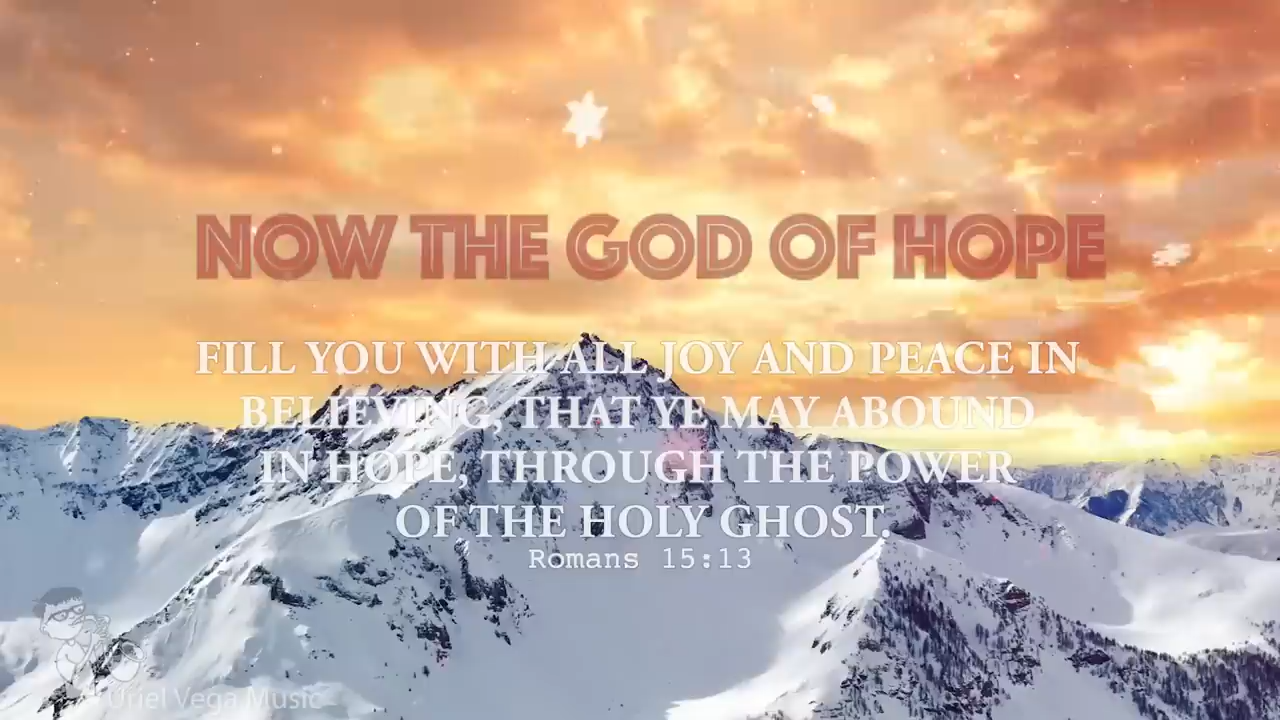 NOW THE GOD OF HOPE
FILL YOU WITH ALL JOY AND PEACE IN
BELIEVING, THAT YE MAY ABOUND
IN HOPE, THROUGH THE POWER
OF THE HOLY GHOST.
Romans 15:13
Uriel Vega Music